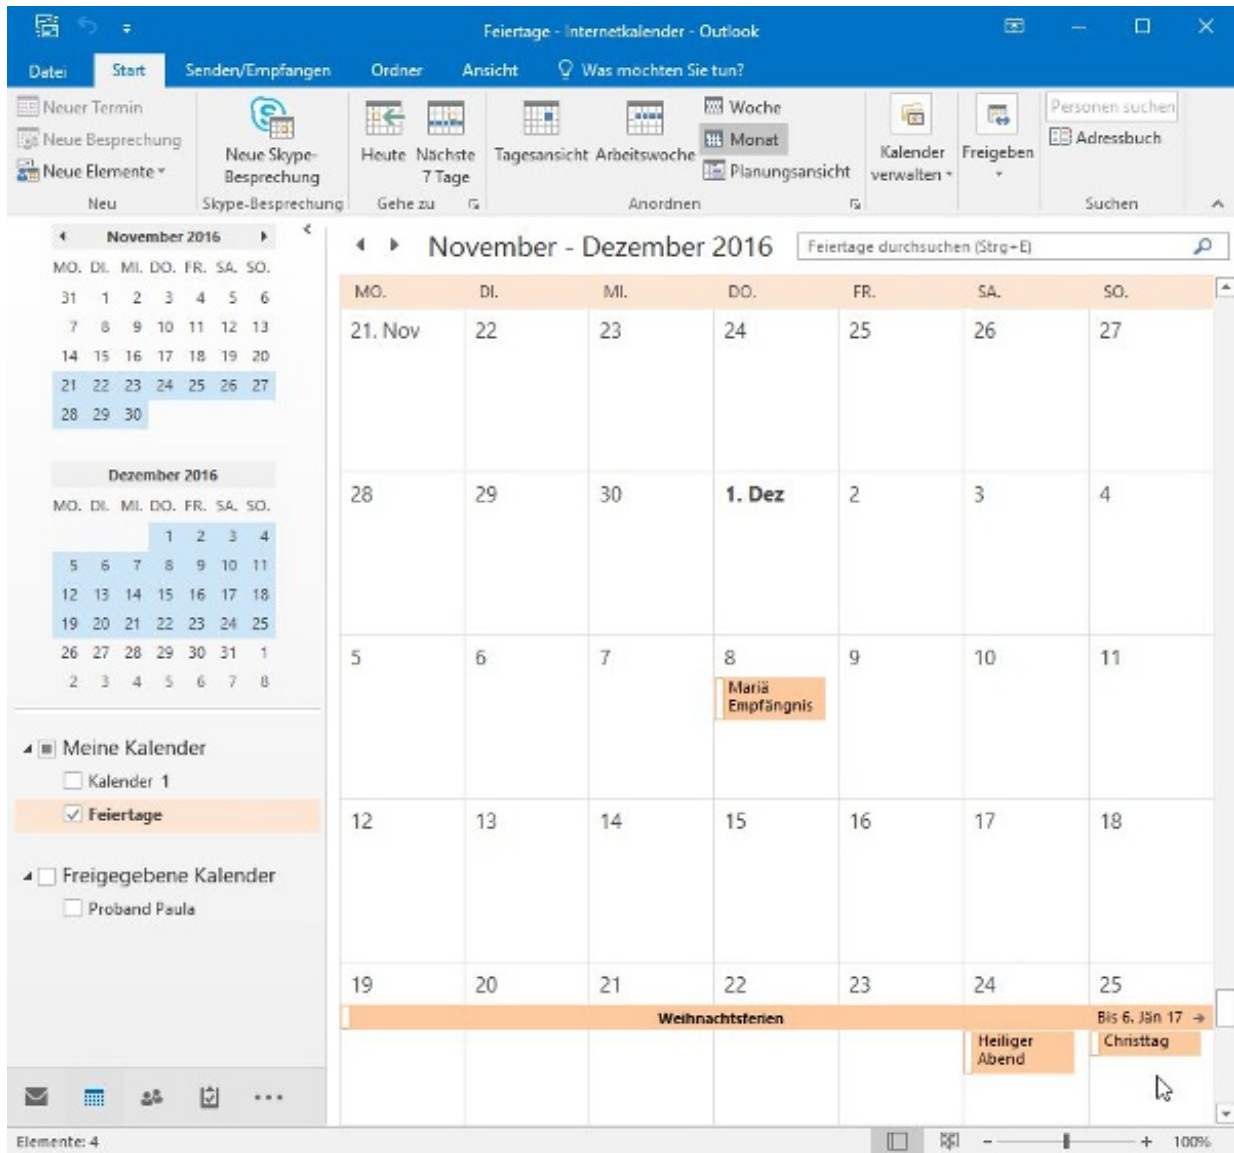 Feiertage - Internetkalender - Outlook
Datei Start Senden/Empfangen Ordner Ansicht Was möchten Sie tun?
Neuer Termin
Neue Besprechung
Neue Elemente
Neu
Neue Skype-
Besprechung
Skype-Besprechung
Heute Nächste
7 Tage
Gehe zu
Tagesansicht Arbeitswoche
Woche
Monat
Planungsansicht
Anordnen
Kalender
verwalten
Freigeben
Personen suchen
Adressbuch
Suchen
November 2016
MO. DI. MI. DO. FR. SA. SO.
31 1 2 3 4 5 6
7 8 9 10 11 12 13
14 15 16 17 18 19 20
21 22 23 24 25 26 27
28 29 30
Dezember 2016
MO. DI. MI. DO. FR. SA. SO.
1 2 3 4
5 6 7 8 9 10 11
12 13 14 15 16 17 18
19 20 21 22 23 24 25
26 27 28 29 30 31 1
2 3 4 5 6 7 8
Meine Kalender
Kalender 1
Feiertage
Freigegebene Kalender
Proband Paula
November - Dezember 2016
Feiertage durchsuchen (Strg+E)
MO. DI. MI. DO. FR. SA. SO.
21. Nov 22 23 24 25 26 27
28 29 30 1. Dez 2 3 4
5 6 7 8 9 10 11
Mariä
Empfängnis
12 13 14 15 16 17 18
19 20 21 22 23 24 25
Weihnachtsferien Bis 6. Jän 17
Heiliger
Abend
Christtag
Elemente: 4
100%